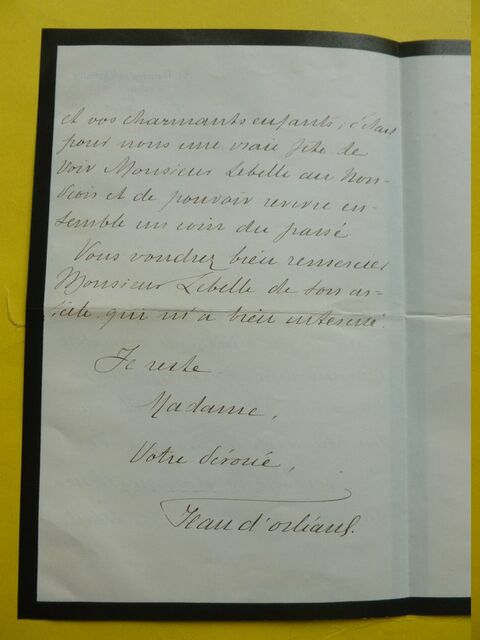 et vos charmants enfants; c'était
pour nous une vraie fête de
voir Monsieur Lebelle au Nou-
vion et de pouvoir revivre en-
semble un coin du passé
Vous voudrez bien remercier
Monsieur Lebelle de son ar-
ticle qui m'a bien intéressé.
Je reste
Madame,
Votre dévoué,
Jean d'orléans.